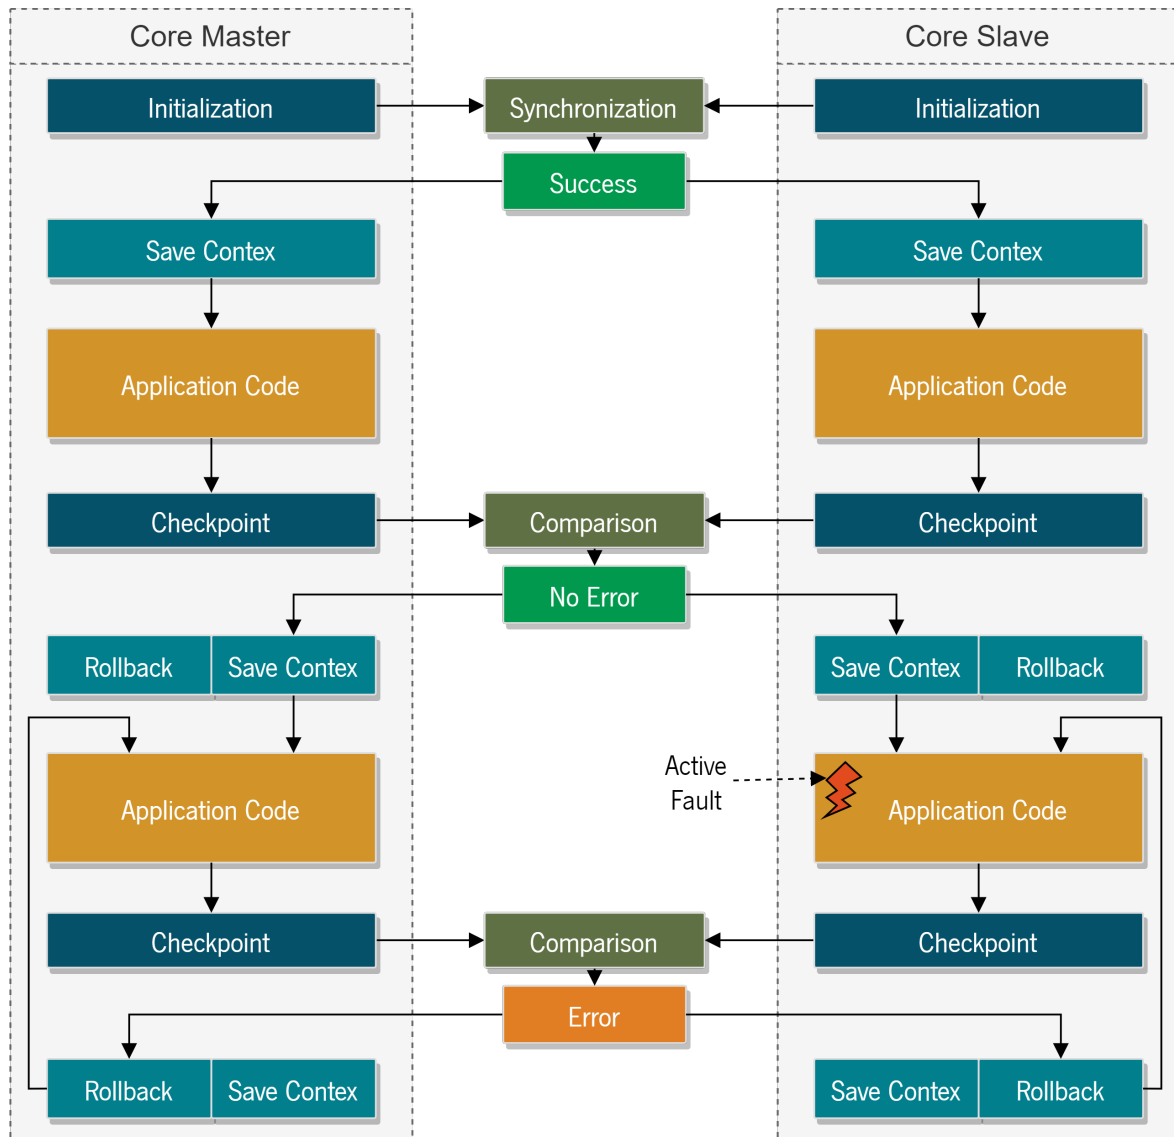 Core Master
Core Slave
Initialization
Synchronization
Initialization
Success
Save Contex
Save Contex
Application Code
Application Code
Checkpoint
Comparison
Checkpoint
No Error
Rollback
Save Contex
Save Contex
Rollback
Active
Fault
Application Code
Application Code
Checkpoint
Comparison
Checkpoint
Error
Rollback
Save Contex
Save Contex
Rollback